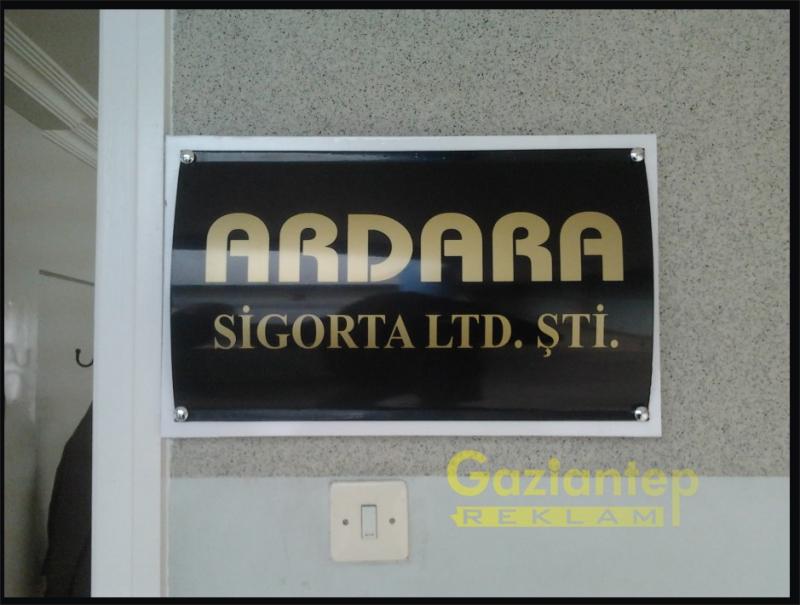 ARDARA
SİGORTA LTD. ŞTİ.
Gaziantep
REKLAM